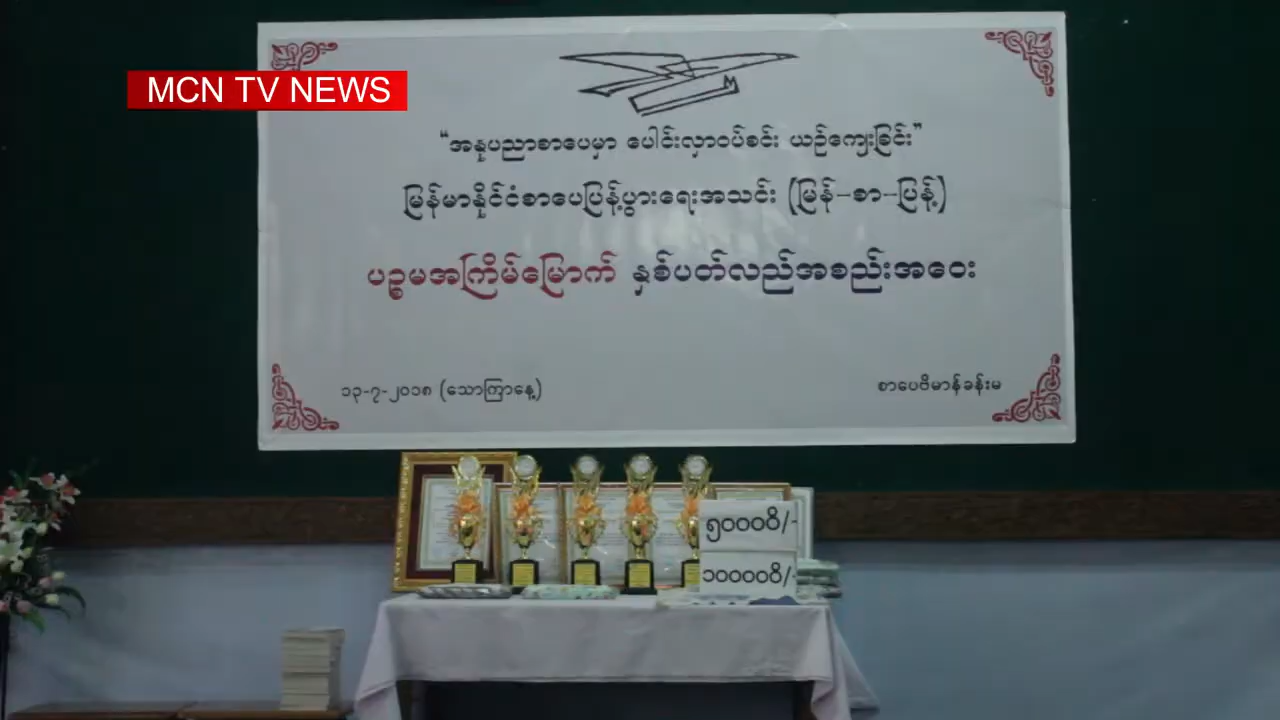 MCN TV NEWS
“အနုပညာစာပေမှာ ပေါင်းလှာဝပ်စင်း ယဉ်ကျေးခြင်း”
မြန်မာနိုင်ငံစာပေပြန့်ပွားရေးအသင်း (မြန်-စာ-ပြန့်)
ပဥ္စမအကြိမ်မြောက် နှစ်ပတ်လည်အစည်းအဝေး
၁၃-၇-၂၀၁၈ (သောကြာနေ့)
စာပေဗိမာန်ခန်းမ
၅၀၀၀၀ိ/-
၁၀၀၀၀၀ိ/-